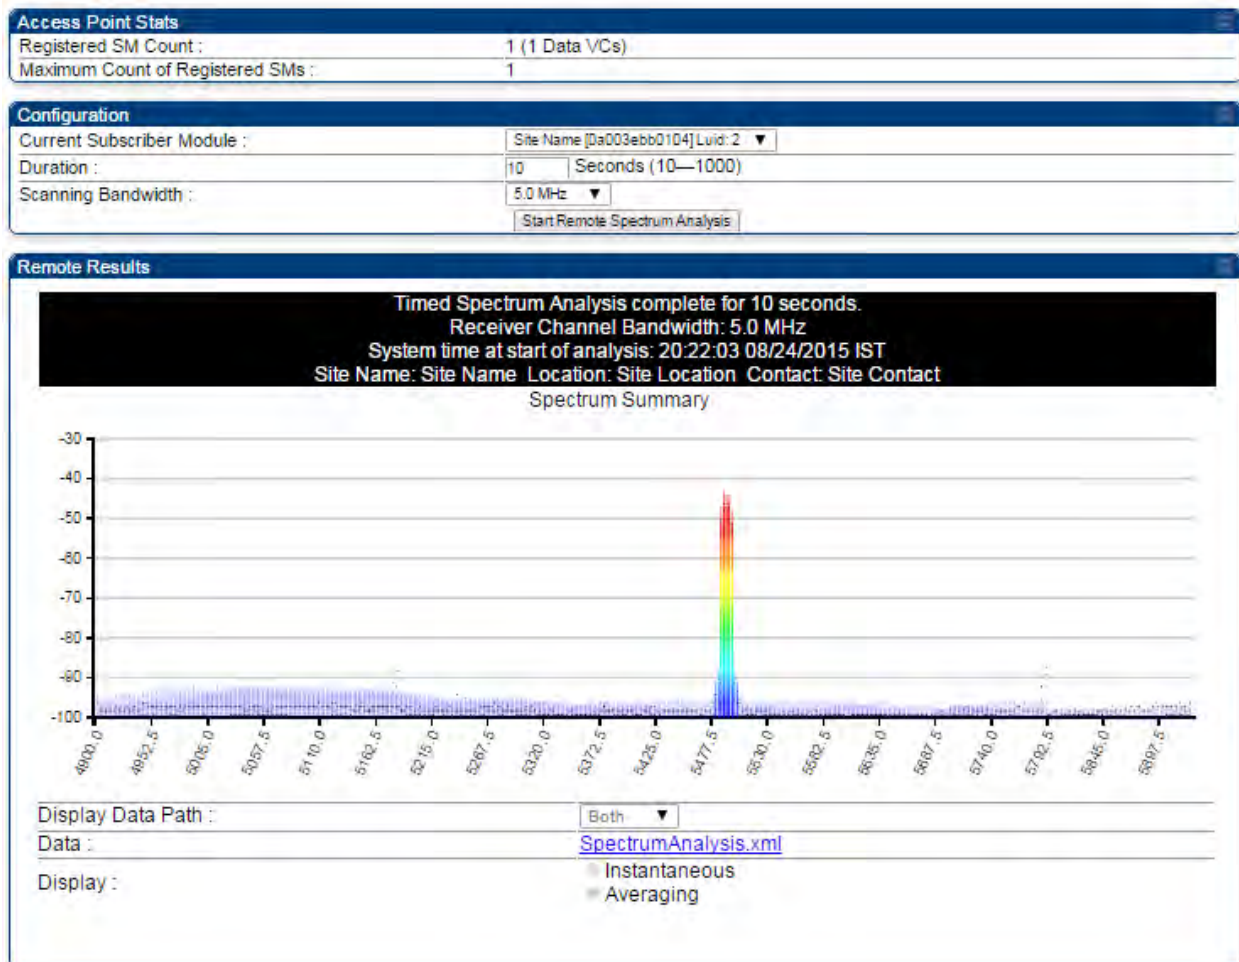 Access Point Stats
Registered SM Count : 1 (1 Data VCs)
Maximum Count of Registered SMs : 1
Configuration
Current Subscriber Module : Site Name [0a003ebb0104] Luid: 2 ▼
Duration : 10 Seconds (10—1000)
Scanning Bandwidth : 5.0 MHz ▼
Start Remote Spectrum Analysis
Remote Results
Timed Spectrum Analysis complete for 10 seconds.
Receiver Channel Bandwidth: 5.0 MHz
System time at start of analysis: 20:22:03 08/24/2015 IST
Site Name: Site Name Location: Site Location Contact: Site Contact
Spectrum Summary
-30
-40
-50
-60
-70
-80
-90
-100
4900.0 4952.5 5005.0 5057.5 5110.0 5162.5 5215.0 5267.5 5320.0 5372.5 5425.0 5477.5 5530.0 5582.5 5635.0 5687.5 5740.0 5792.5 5845.0 5897.5
Display Data Path : Both ▼
Data : SpectrumAnalysis.xml
Display : Instantaneous
Averaging